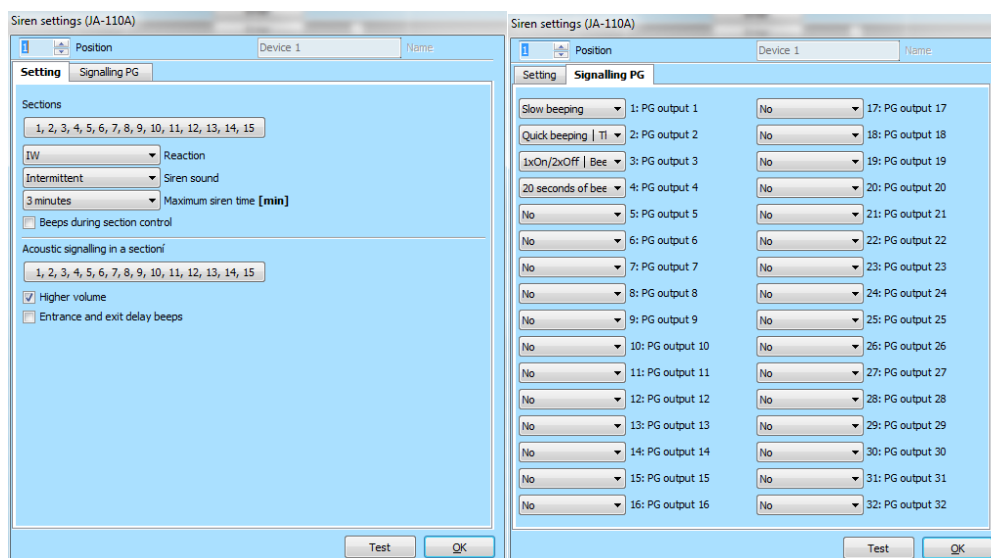 Siren settings (JA-110A)
1 Position Device 1 Name
Setting Signalling PG
Sections
1, 2, 3, 4, 5, 6, 7, 8, 9, 10, 11, 12, 13, 14, 15
IW Reaction
Intermittent Siren sound
3 minutes Maximum siren time [min]
Beeps during section control
Acoustic signalling in a sectioní
1, 2, 3, 4, 5, 6, 7, 8, 9, 10, 11, 12, 13, 14, 15
Higher volume
Entrance and exit delay beeps
Test OK
Siren settings (JA-110A)
1 Position Device 1 Name
Setting Signalling PG
Slow beeping 1: PG output 1 No 17: PG output 17
Quick beeping | Tl 2: PG output 2 No 18: PG output 18
1xOn/2xOff | Bee 3: PG output 3 No 19: PG output 19
20 seconds of bee 4: PG output 4 No 20: PG output 20
No 5: PG output 5 No 21: PG output 21
No 6: PG output 6 No 22: PG output 22
No 7: PG output 7 No 23: PG output 23
No 8: PG output 8 No 24: PG output 24
No 9: PG output 9 No 25: PG output 25
No 10: PG output 10 No 26: PG output 26
No 11: PG output 11 No 27: PG output 27
No 12: PG output 12 No 28: PG output 28
No 13: PG output 13 No 29: PG output 29
No 14: PG output 14 No 30: PG output 30
No 15: PG output 15 No 31: PG output 31
No 16: PG output 16 No 32: PG output 32
Test OK